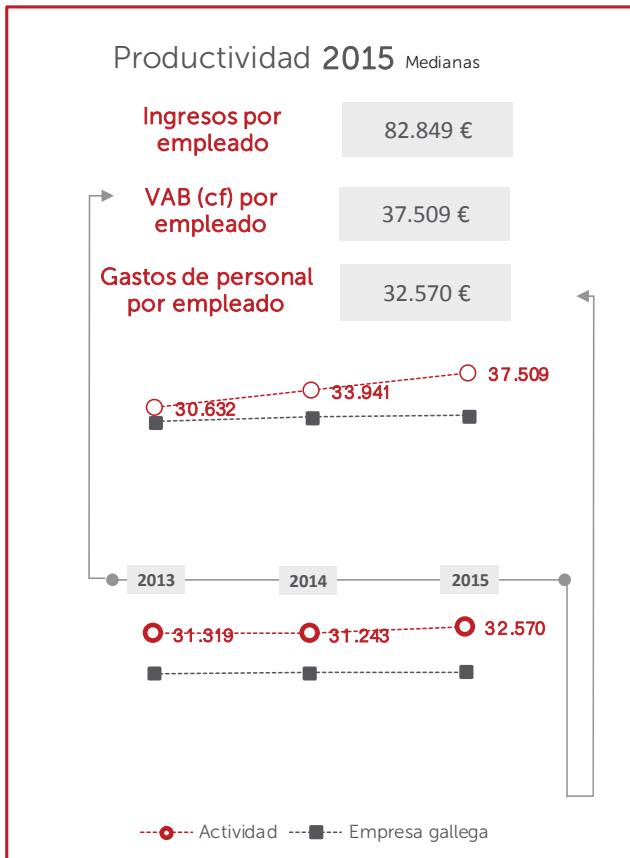 Productividad 2015 Medianas
Ingresos por
empleado
82.849 €
VAB (cf) por
empleado
37.509 €
Gastos de personal
por empleado
32.570 €
30.632
33.941
37.509
2013
2014
2015
31.319
31.243
32.570
Actividad
Empresa gallega